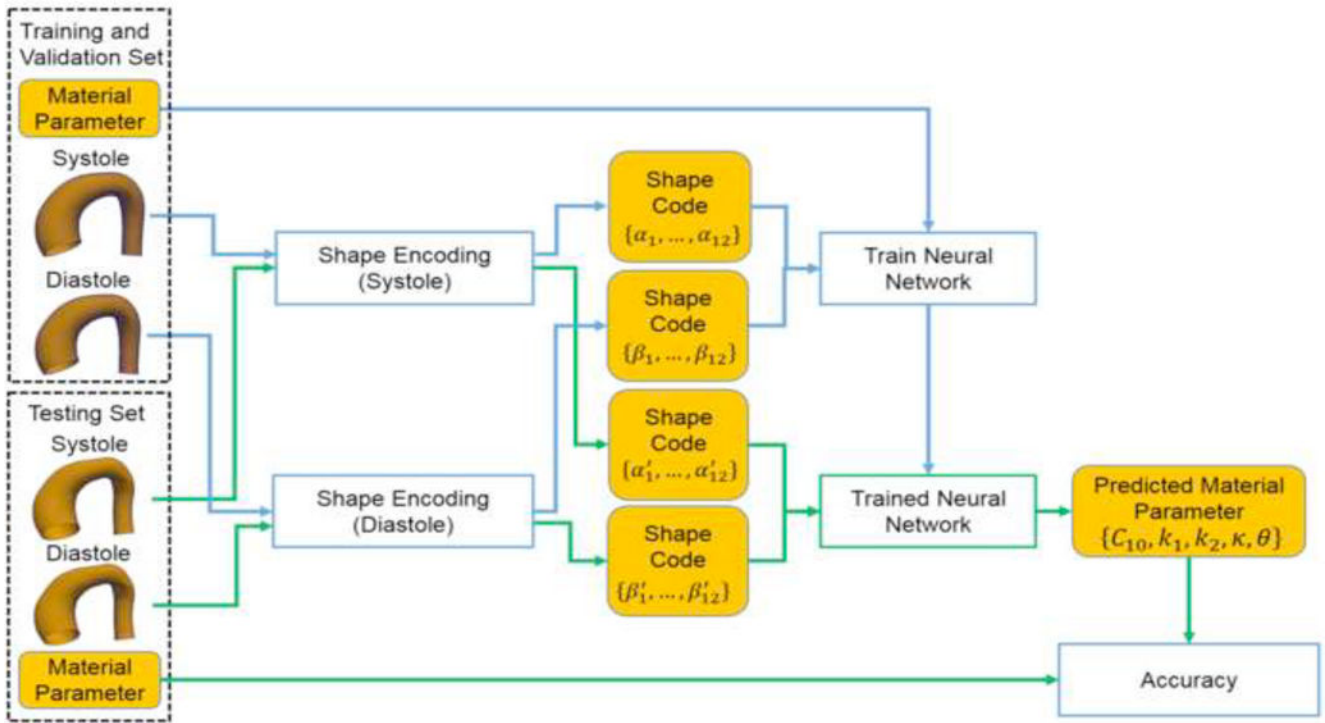 Training and
Validation Set
Material
Parameter
Systole
Diastole
Testing Set
Systole
Diastole
Material
Parameter
Shape Encoding
(Systole)
Shape Encoding
(Diastole)
Shape
Code
{α₁, …, α₁₂}
Shape
Code
{β₁, …, β₁₂}
Shape
Code
{α′₁, …, α′₁₂}
Shape
Code
{β′₁, …, β′₁₂}
Train Neural
Network
Trained Neural
Network
Predicted Material
Parameter
{C₁₀, k₁, k₂, κ, θ}
Accuracy